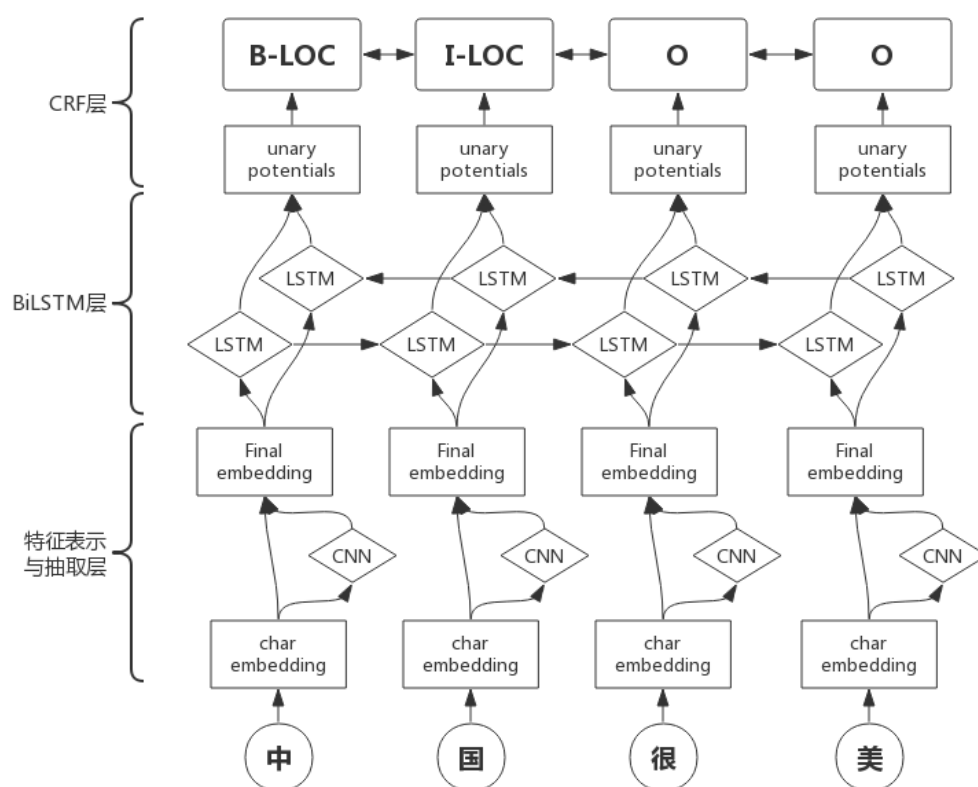 B-LOC
I-LOC
O
O
CRF层
unary
potentials
unary
potentials
unary
potentials
unary
potentials
LSTM
LSTM
LSTM
LSTM
BiLSTM层
LSTM
LSTM
LSTM
LSTM
Final
embedding
Final
embedding
Final
embedding
Final
embedding
特征表示
与抽取层
CNN
CNN
CNN
CNN
char
embedding
char
embedding
char
embedding
char
embedding
中
国
很
美